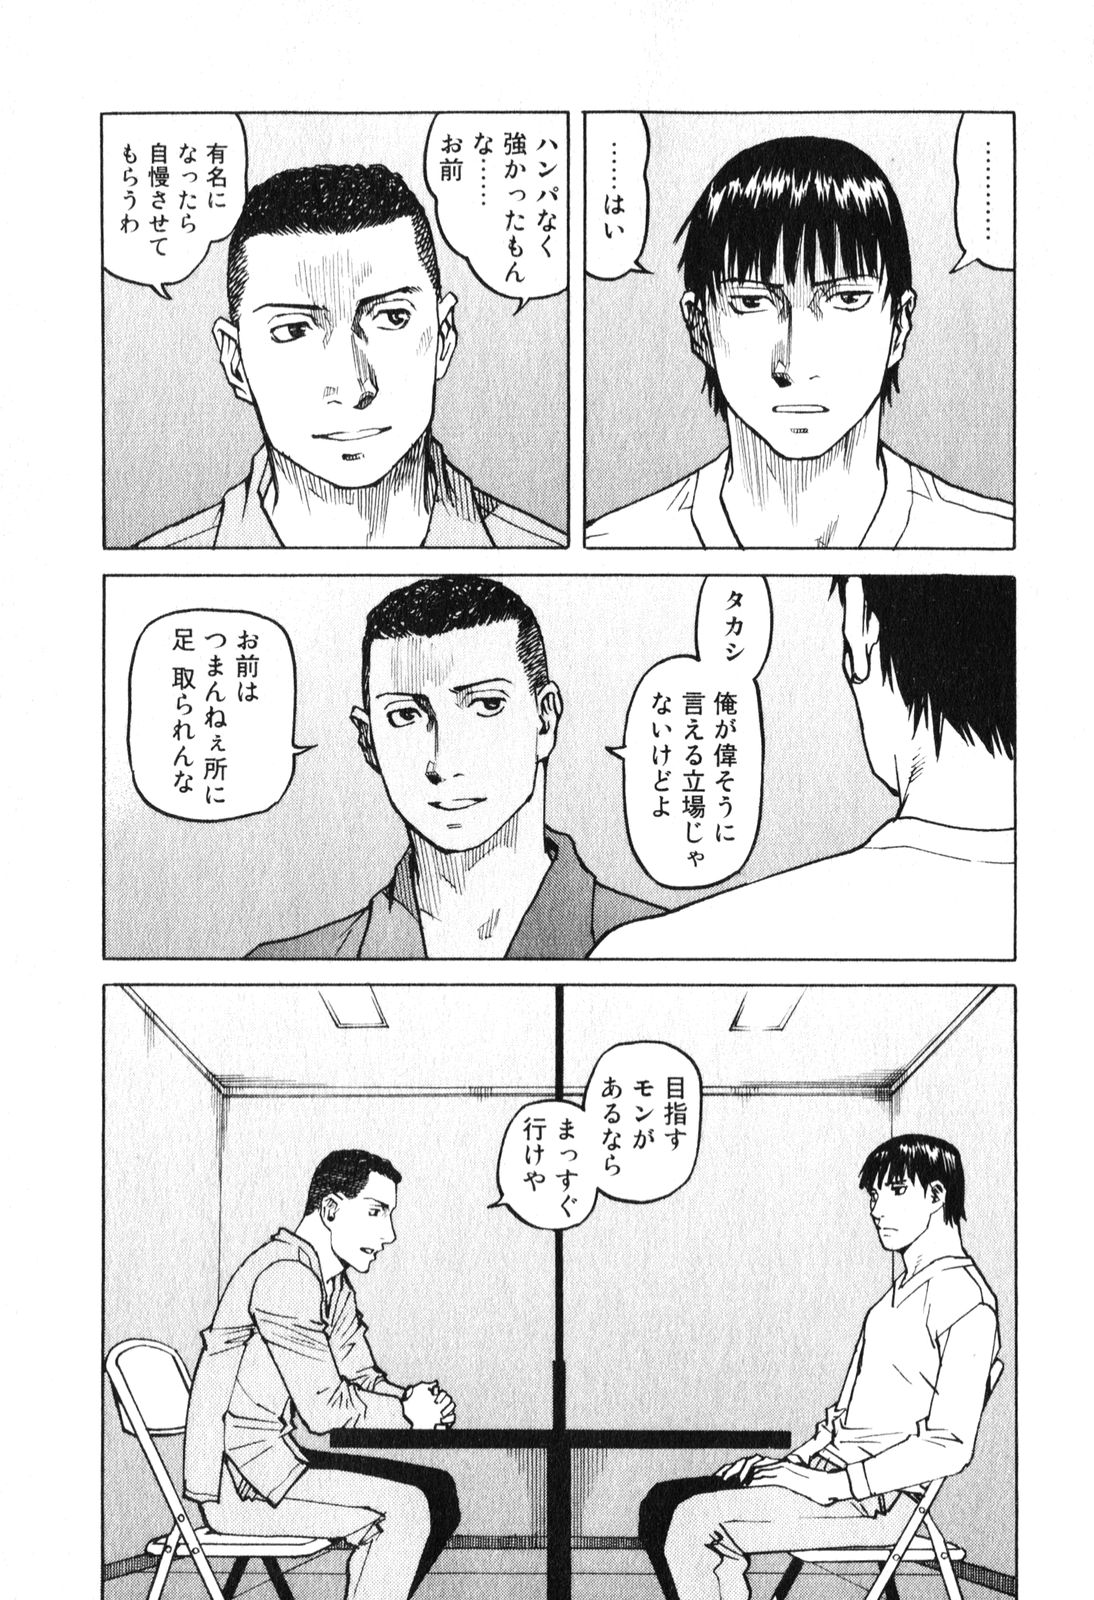 …………
……はい
ハンパなく
強かったもん
な……
お前
有名に
なったら
自慢させて
もらうわ
タカシ
俺が偉そうに
言える立場じゃ
ないけどよ
お前は
つまんねぇ所に
足 取られんな
目指す
モンが
あるなら
まっすぐ
行けや